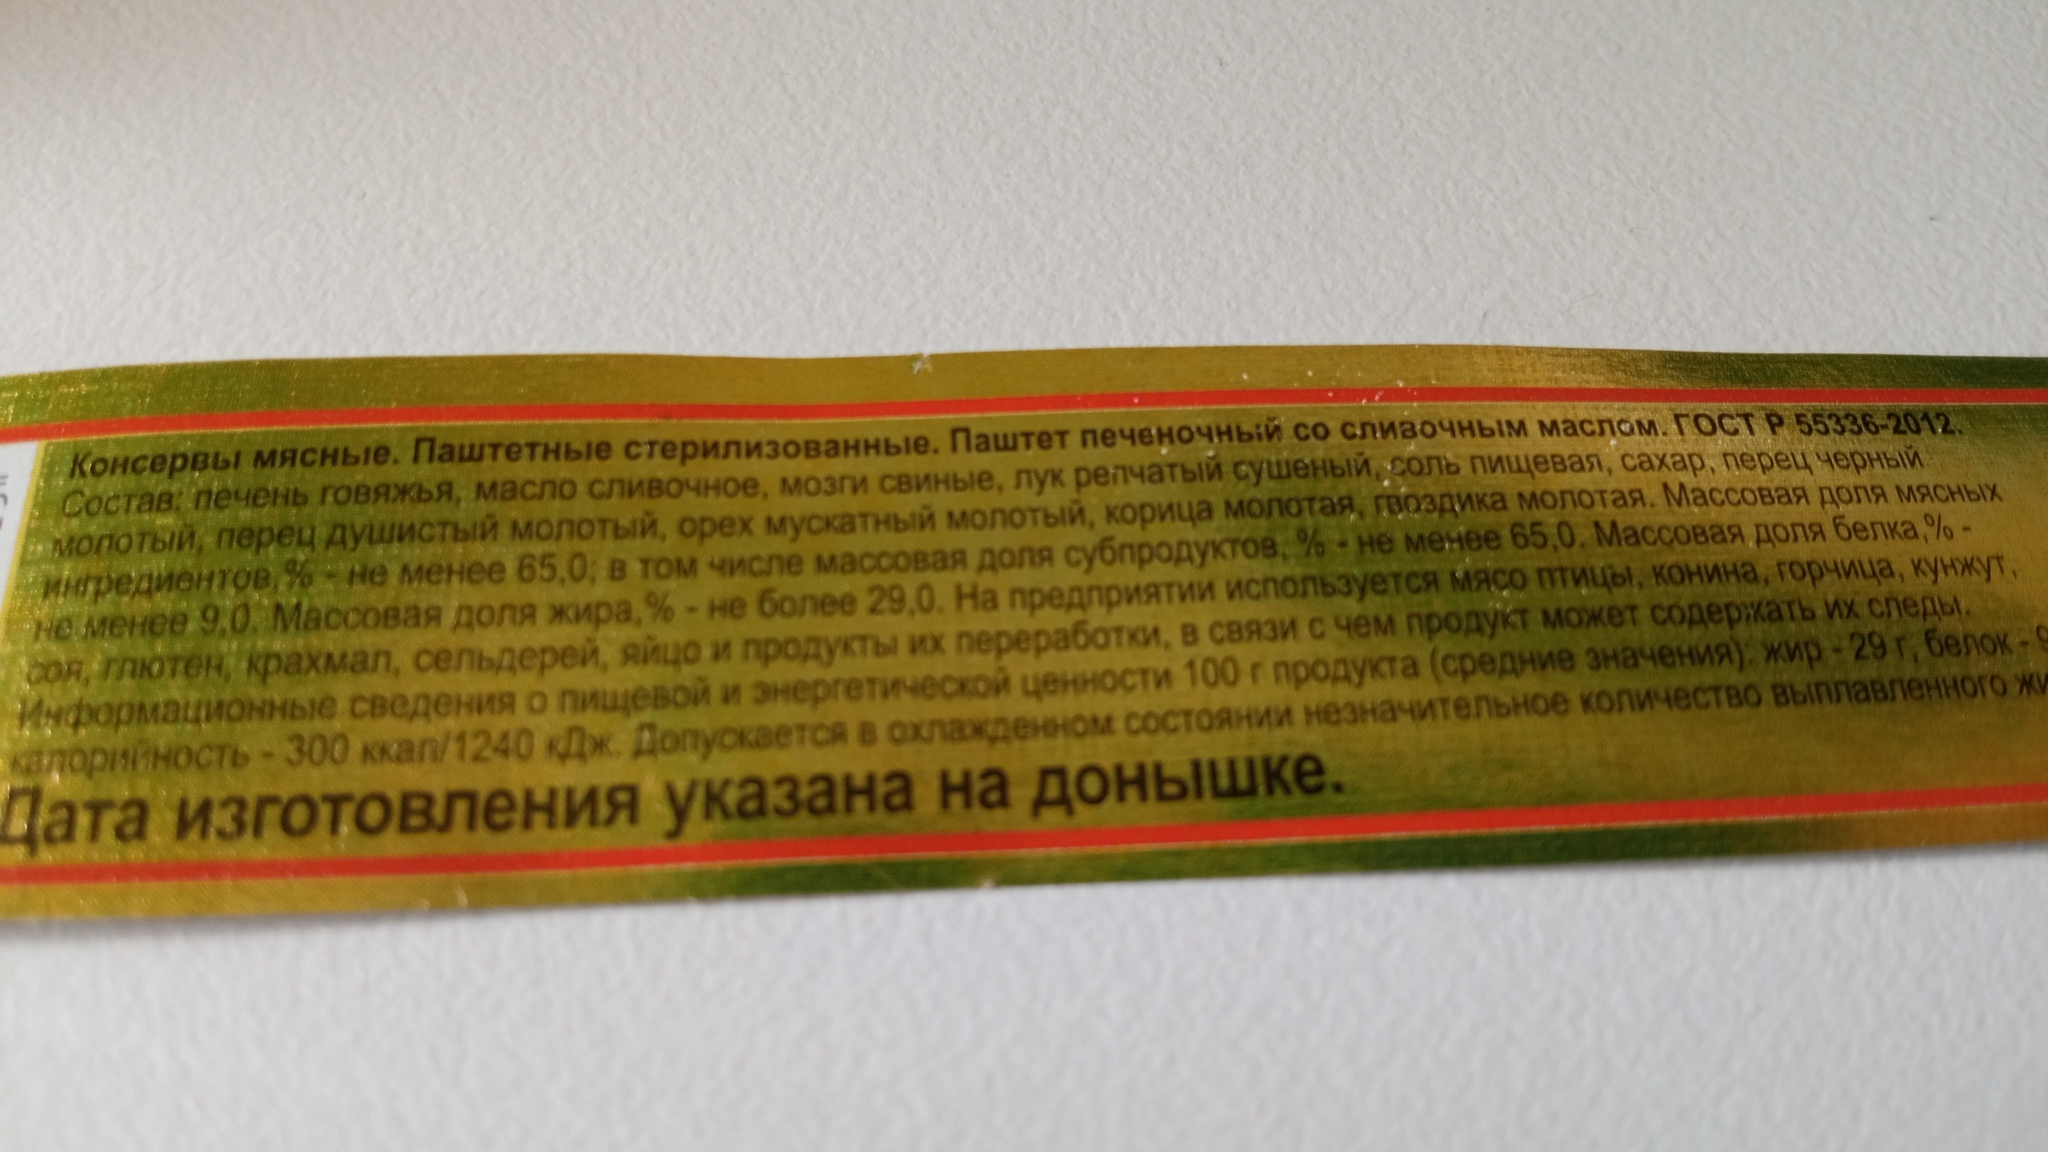 Консервы мясные. Паштетные стерилизованные. Паштет печеночный со сливочным маслом. ГОСТ Р 55336-2012.
Состав: печень говяжья, масло сливочное, мозги свиные, лук репчатый сушеный, соль пищевая, сахар, перец черный
молотый, перец душистый молотый, орех мускатный молотый, корица молотая, гвоздика молотая. Массовая доля мясных
ингредиентов,% - не менее 65,0; в том числе массовая доля субпродуктов, % - не менее 65,0. Массовая доля белка,% -
не менее 9,0. Массовая доля жира,% - не более 29,0. На предприятии используется мясо птицы, конина, горчица, кунжут,
соя, глютен, крахмал, сельдерей, яйцо и продукты их переработки, в связи с чем продукт может содержать их следы.
Информационные сведения о пищевой и энергетической ценности 100 г продукта (средние значения): жир - 29 г, белок - 9
калорийность - 300 ккал/1240 кДж. Допускается в охлажденном состоянии незначительное количество выплавленного жи
Дата изготовления указана на донышке.